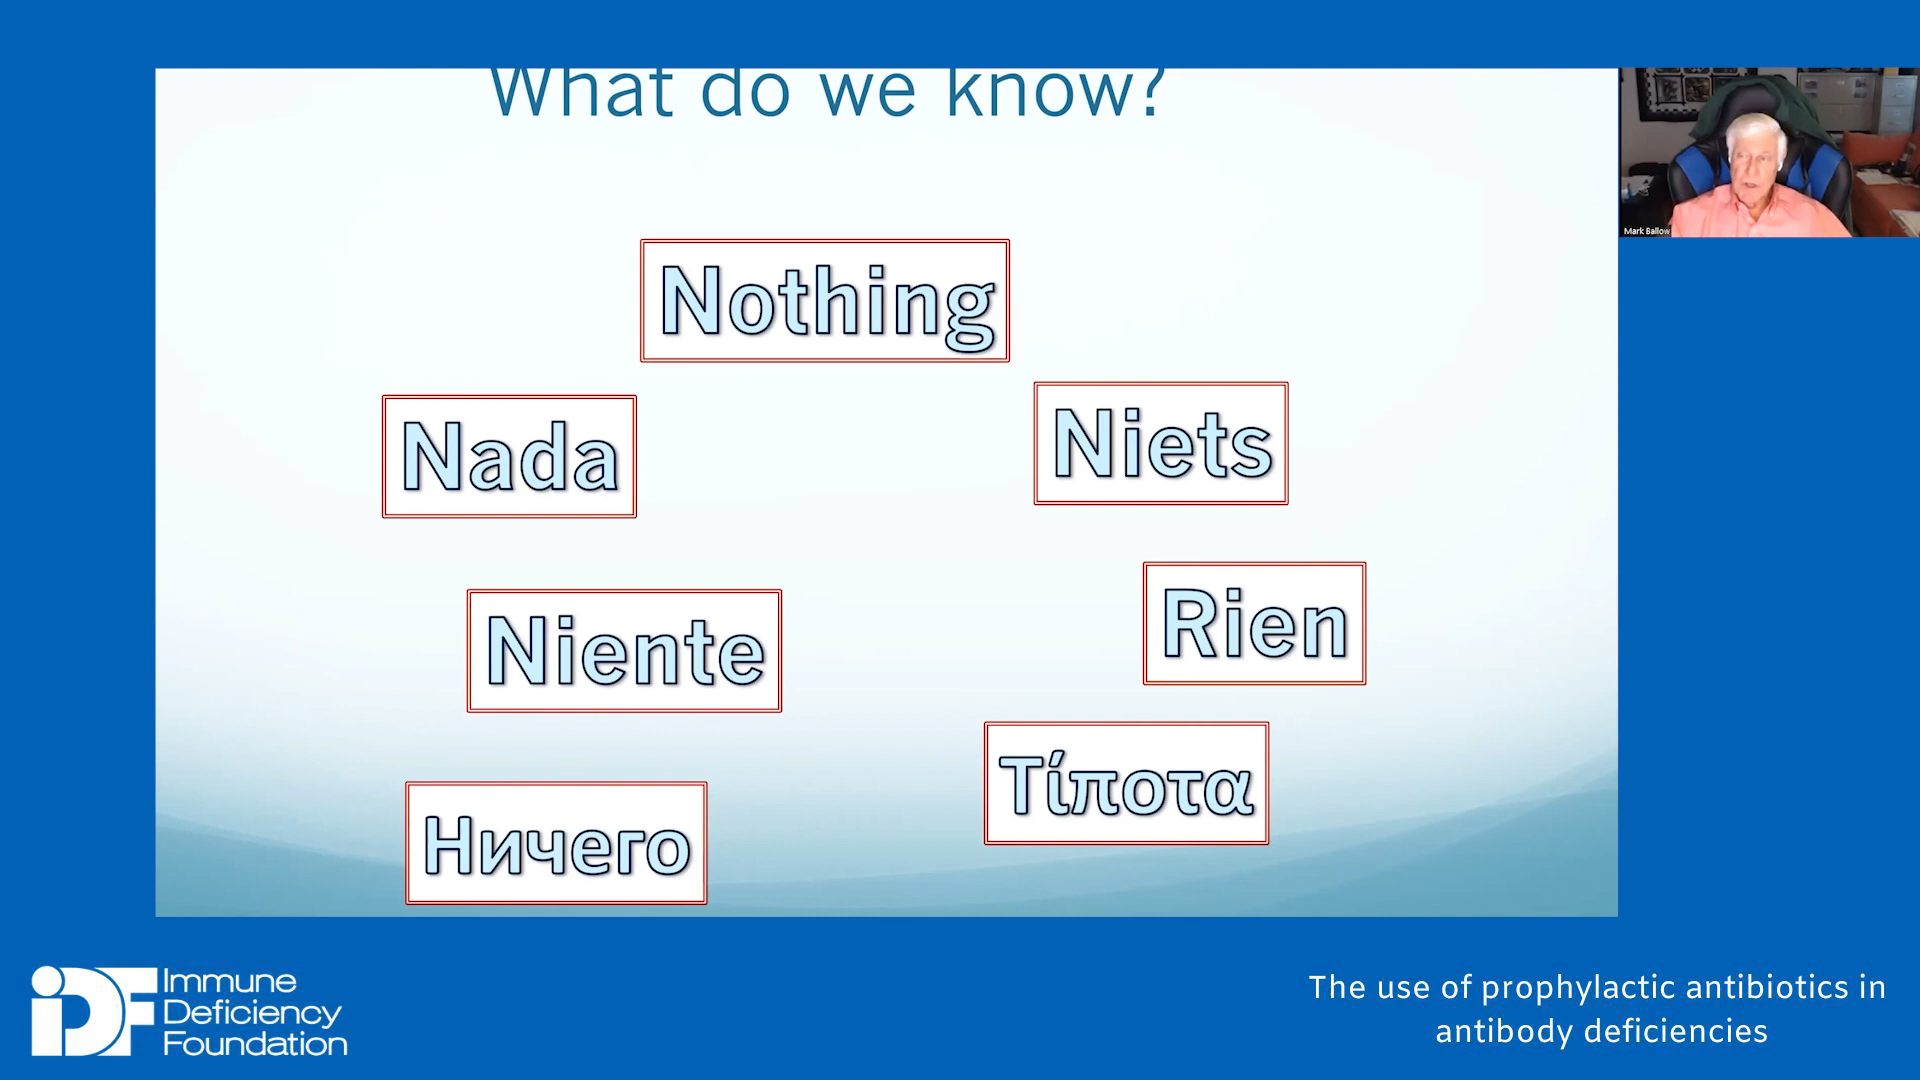 What do we know?
Nothing
Nada
Niets
Niente
Rien
Τίποτα
Ничего
Mark Ballow
iDF Immune
Deficiency
Foundation
The use of prophylactic antibiotics in
antibody deficiencies